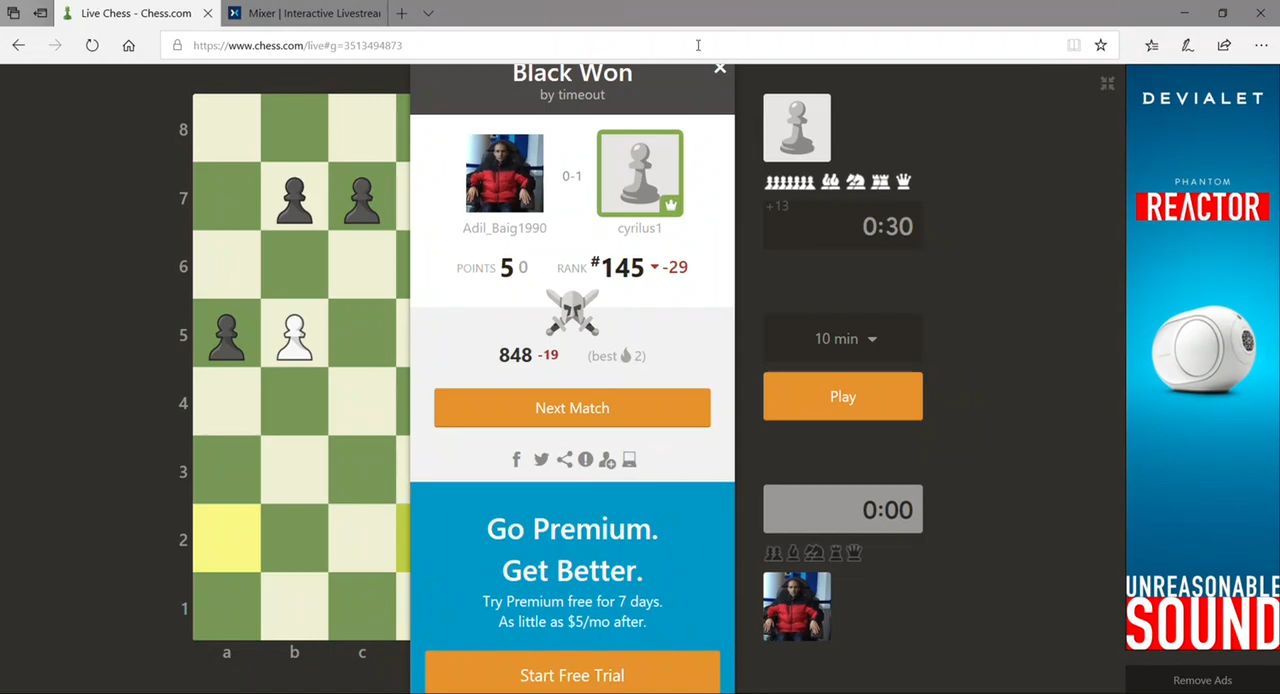 Live Chess - Chess.com
Mixer | Interactive Livestrear
https://www.chess.com/live#g=3513494873
Black Won
by timeout
0-1
Adil_Baig1990
cyrilus1
POINTS 5 0
RANK #145 -29
848 -19 (best 2)
Next Match
Go Premium.
Get Better.
Try Premium free for 7 days.
As little as $5/mo after.
Start Free Trial
8
7
6
5
4
3
2
1
a b c
+13
0:30
10 min
Play
0:00
DEVIALET
PHANTOM
REACTOR
UNREASONABLE
SOUND
Remove Ads